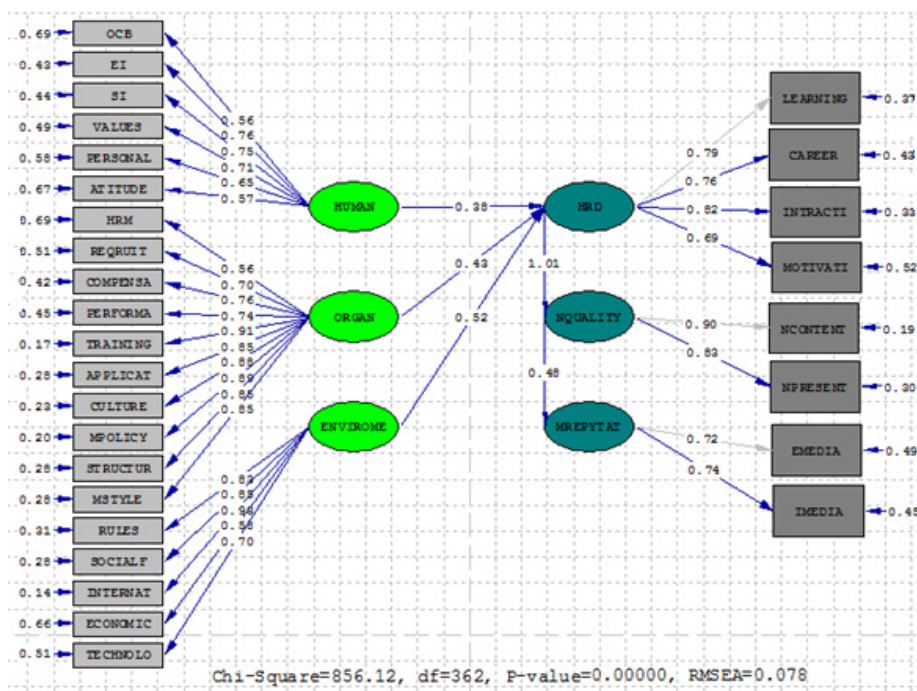 0.69 OCB
0.43 EI
0.44 SI
0.49 VALUES
0.58 PERSONAL
0.67 ATITUDE
0.69 HRM
0.51 REQRUIT
0.42 COMPENSA
0.45 PERFORMA
0.17 TRAINING
0.28 APPLICAT
0.23 CULTURE
0.20 MPOLICY
0.28 STRUCTUR
0.28 MSTYLE
0.31 RULES
0.28 SOCIALF
0.14 INTERNAT
0.66 ECONOMIC
0.51 TECHNOLO
0.56
0.76
0.75
0.71
0.65
0.57
0.56
0.70
0.76
0.74
0.91
0.85
0.88
0.89
0.85
0.85
0.83
0.85
0.58
0.70
HUMAN
ORGAN
ENVIROME
0.38
0.43
0.52
HRD
1.01
NQUALITY
0.48
MREPYTAT
0.79
0.76
0.82
0.69
0.90
0.83
0.72
0.74
LEARNING 0.37
CAREER 0.43
INTRACTI 0.33
MOTIVATI 0.52
NCONTENT 0.19
NPRESENT 0.30
EMEDIA 0.49
IMEDIA 0.45
Chi-Square=856.12, df=362, P-value=0.00000, RMSEA=0.078